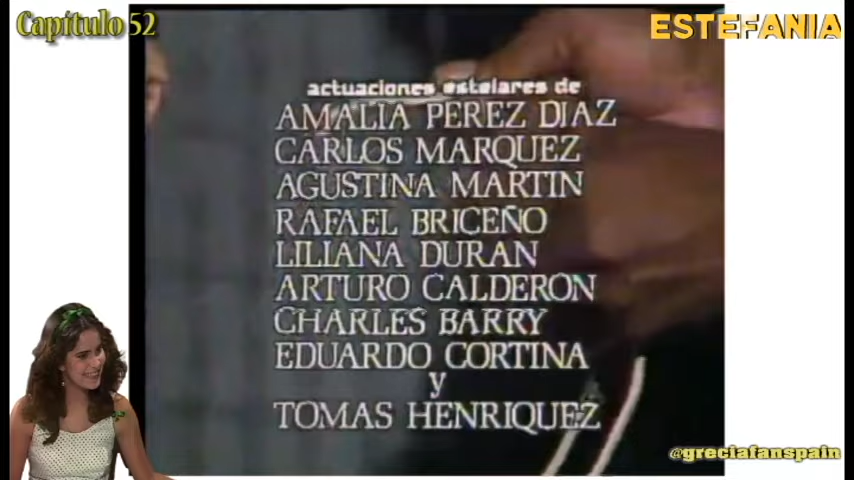 Capítulo 52
ESTEFANIA
actuaciones estelares de
AMALIA PEREZ DIAZ
CARLOS MARQUEZ
AGUSTINA MARTIN
RAFAEL BRICEÑO
LILIANA DURAN
ARTURO CALDERON
CHARLES BARRY
EDUARDO CORTINA
y
TOMAS HENRIQUEZ
@greciafanspain